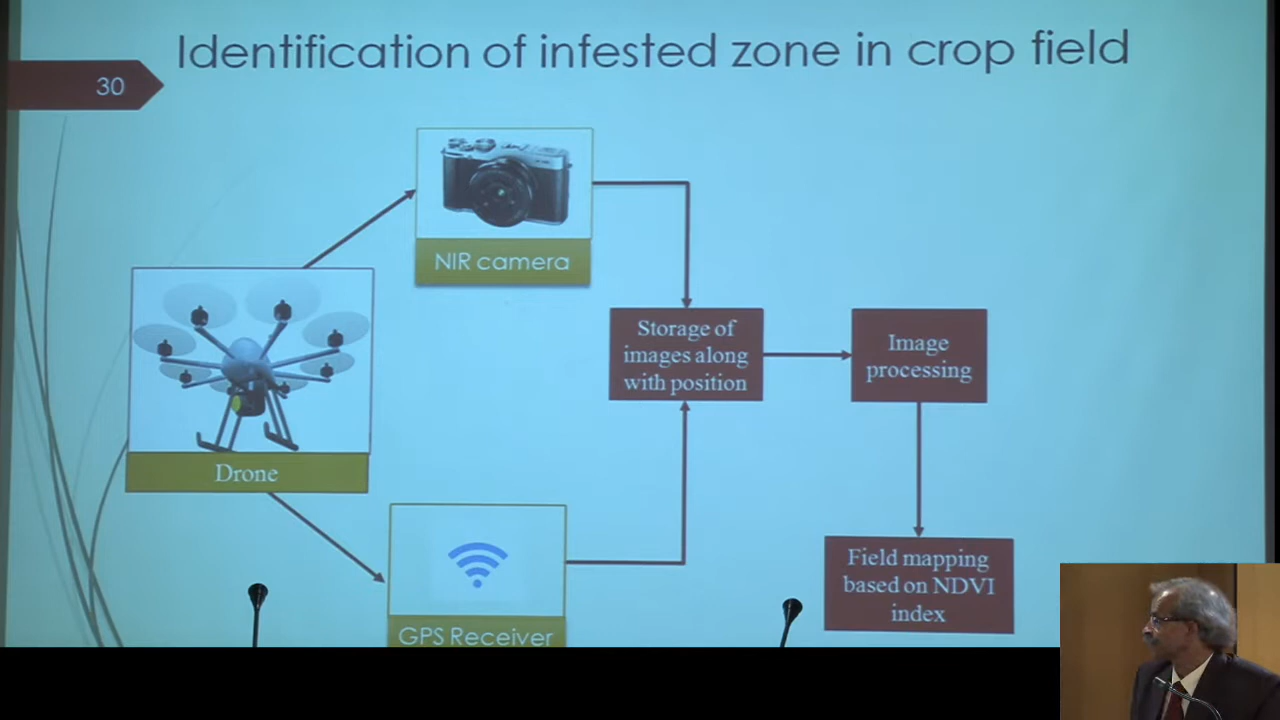 Identification of infested zone in crop field
30
NIR camera
Storage of
images along
with position
Image
processing
Drone
Field mapping
based on NDVI
index
GPS Receiver